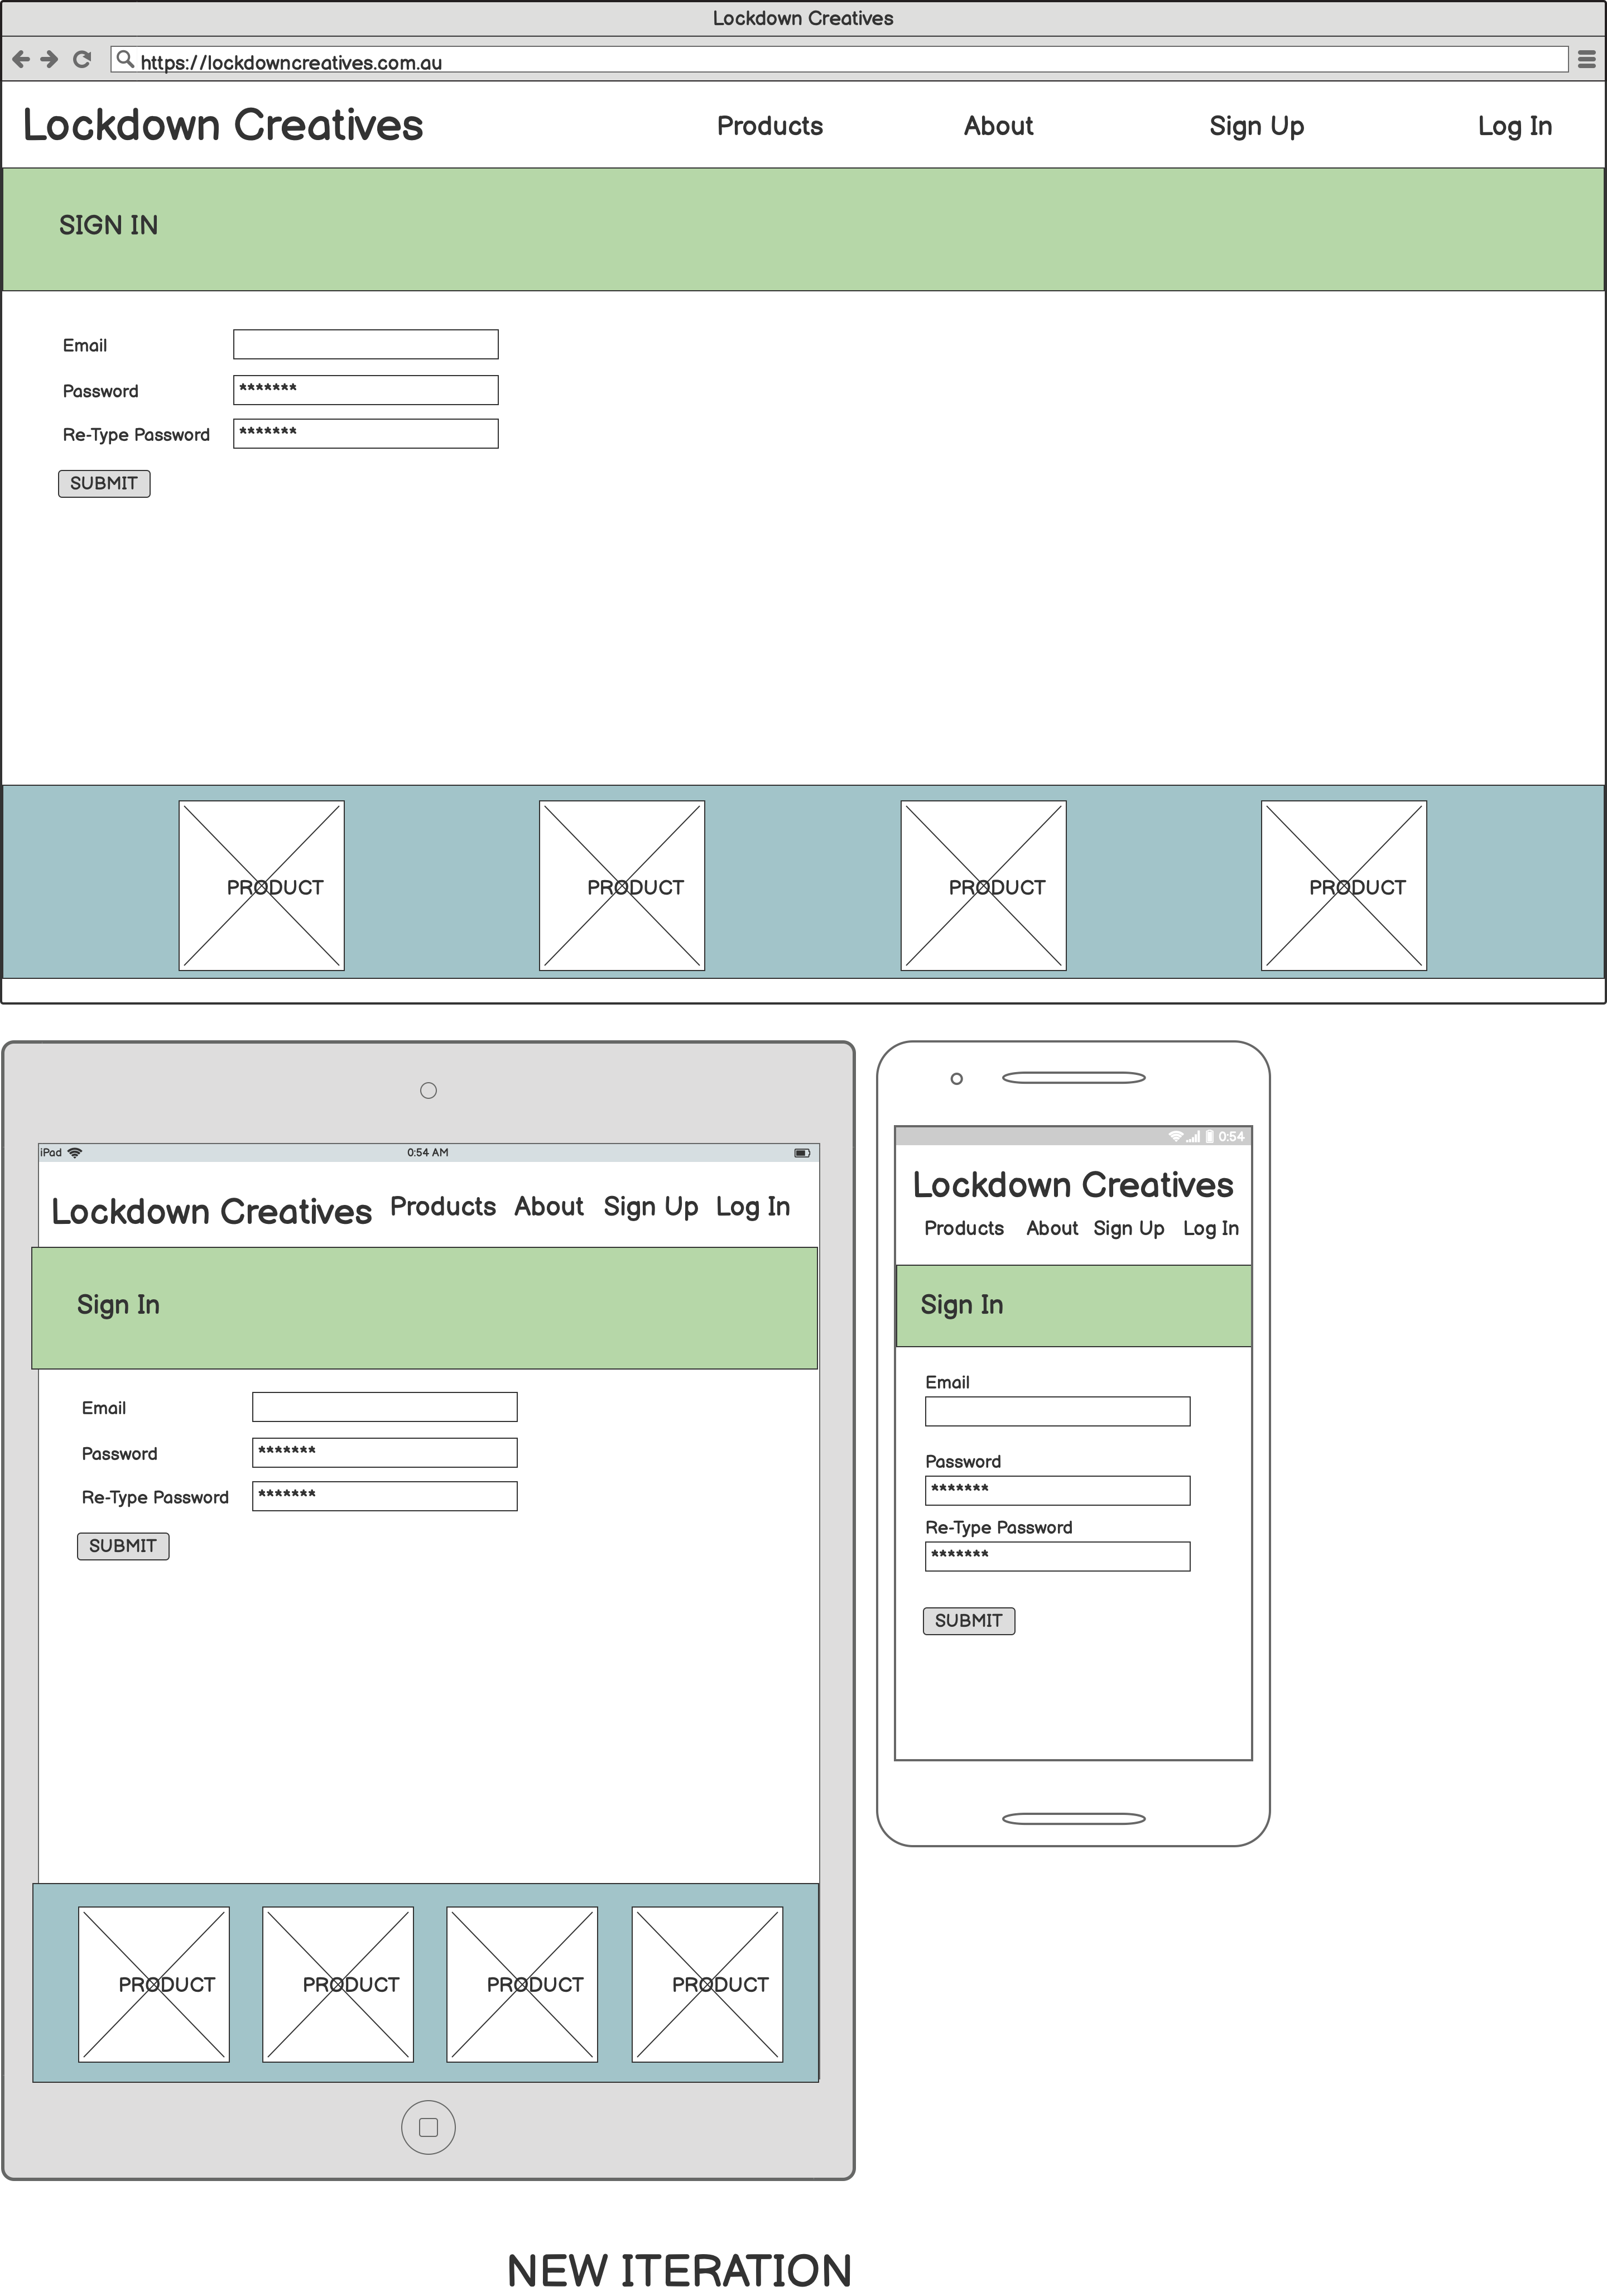 Lockdown Creatives
https://lockdowncreatives.com.au
Lockdown Creatives Products About Sign Up Log In
SIGN IN
Email
Password *******
Re-Type Password *******
SUBMIT
PRODUCT PRODUCT PRODUCT PRODUCT
iPad 0:54 AM
Lockdown Creatives Products About Sign Up Log In
Sign In
Email
Password *******
Re-Type Password *******
SUBMIT
PRODUCT PRODUCT PRODUCT PRODUCT
0:54
Lockdown Creatives
Products About Sign Up Log In
Sign In
Email
Password
*******
Re-Type Password
*******
SUBMIT
NEW ITERATION